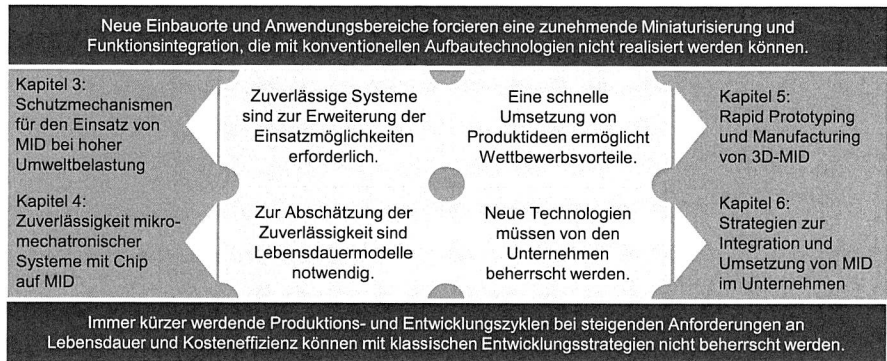 Neue Einbauorte und Anwendungsbereiche forcieren eine zunehmende Miniaturisierung und
Funktionsintegration, die mit konventionellen Aufbautechnologien nicht realisiert werden können.
Kapitel 3:
Schutzmechanismen
für den Einsatz von
MID bei hoher
Umweltbelastung
Zuverlässige Systeme
sind zur Erweiterung der
Einsatzmöglichkeiten
erforderlich.
Eine schnelle
Umsetzung von
Produktideen ermöglicht
Wettbewerbsvorteile.
Kapitel 5:
Rapid Prototyping
und Manufacturing
von 3D-MID
Kapitel 4:
Zuverlässigkeit mikro-
mechatronischer
Systeme mit Chip
auf MID
Zur Abschätzung der
Zuverlässigkeit sind
Lebensdauermodelle
notwendig.
Neue Technologien
müssen von den
Unternehmen
beherrscht werden.
Kapitel 6:
Strategien zur
Integration und
Umsetzung von MID
im Unternehmen
Immer kürzer werdende Produktions- und Entwicklungszyklen bei steigenden Anforderungen an
Lebensdauer und Kosteneffizienz können mit klassischen Entwicklungsstrategien nicht beherrscht werden.